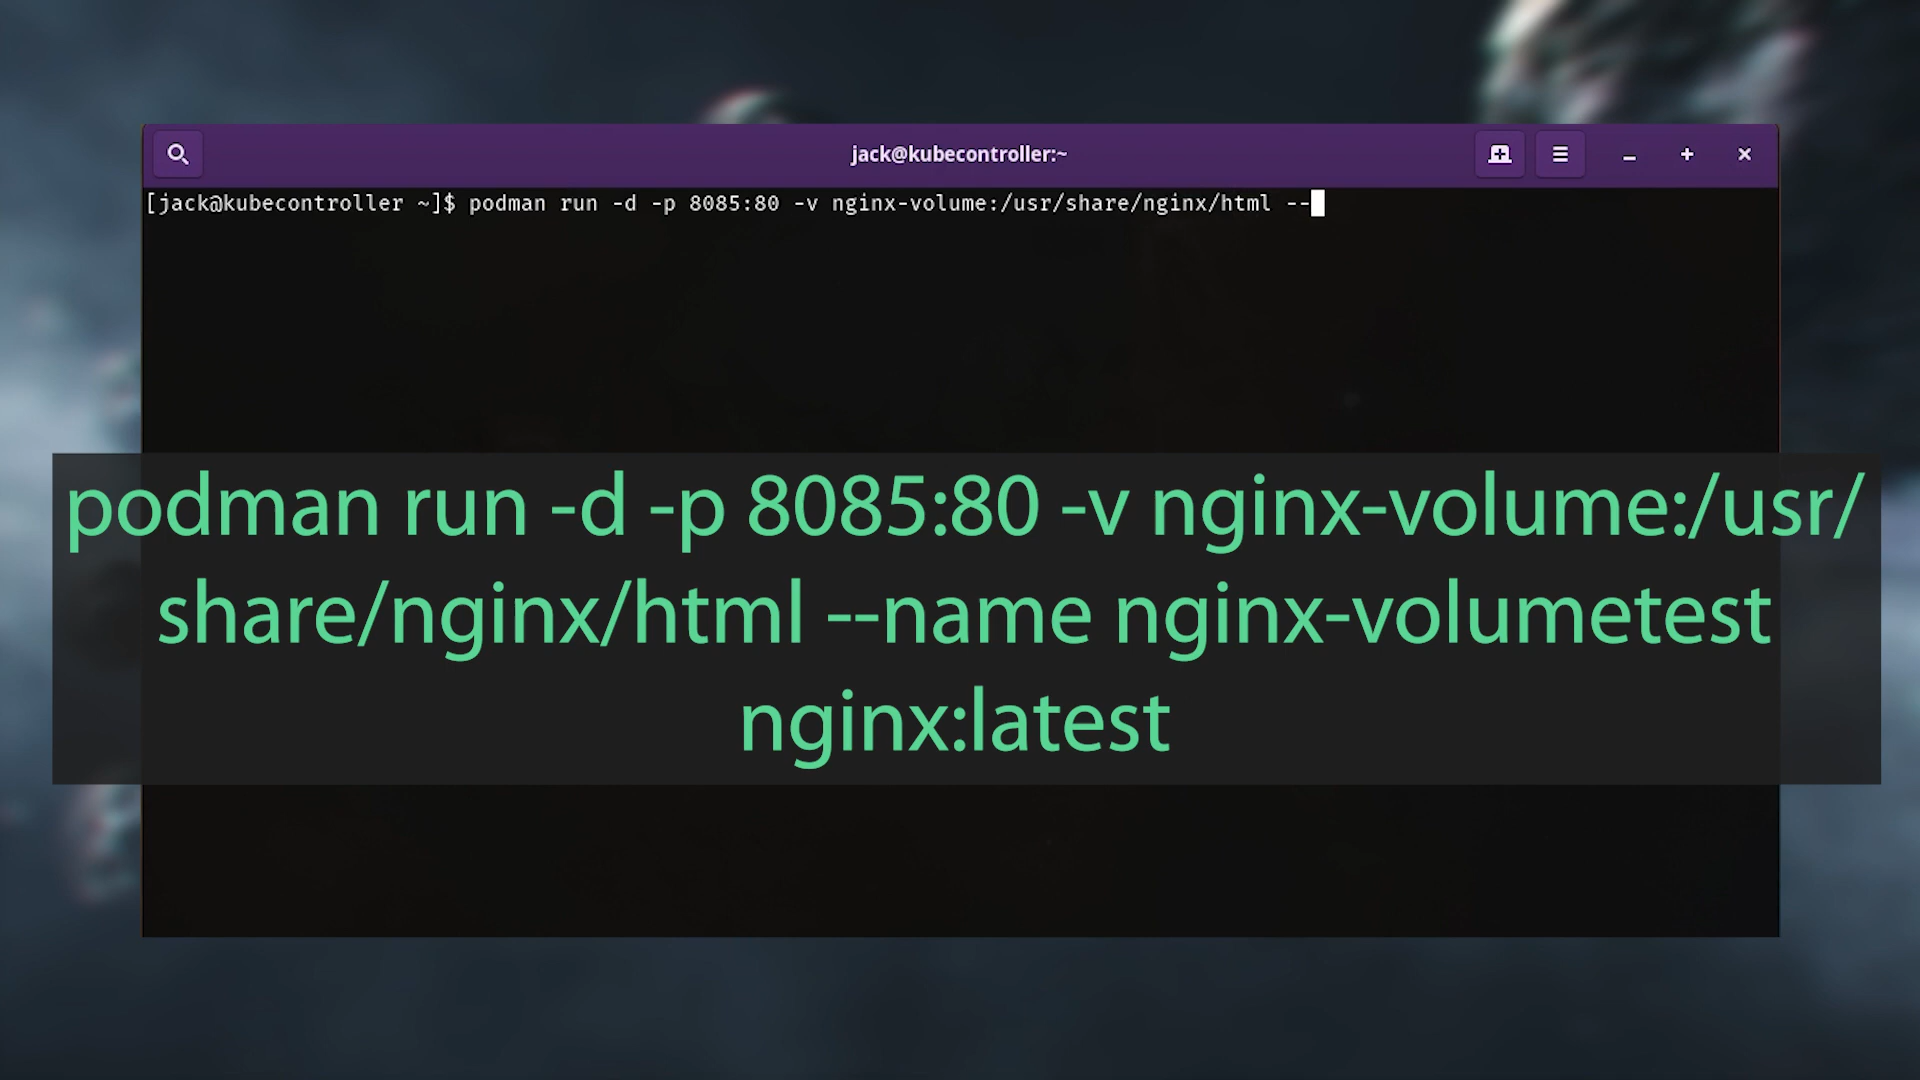 jack@kubecontroller:~
[jack@kubecontroller ~]$ podman run -d -p 8085:80 -v nginx-volume:/usr/share/nginx/html --
podman run -d -p 8085:80 -v nginx-volume:/usr/
share/nginx/html --name nginx-volumetest
nginx:latest